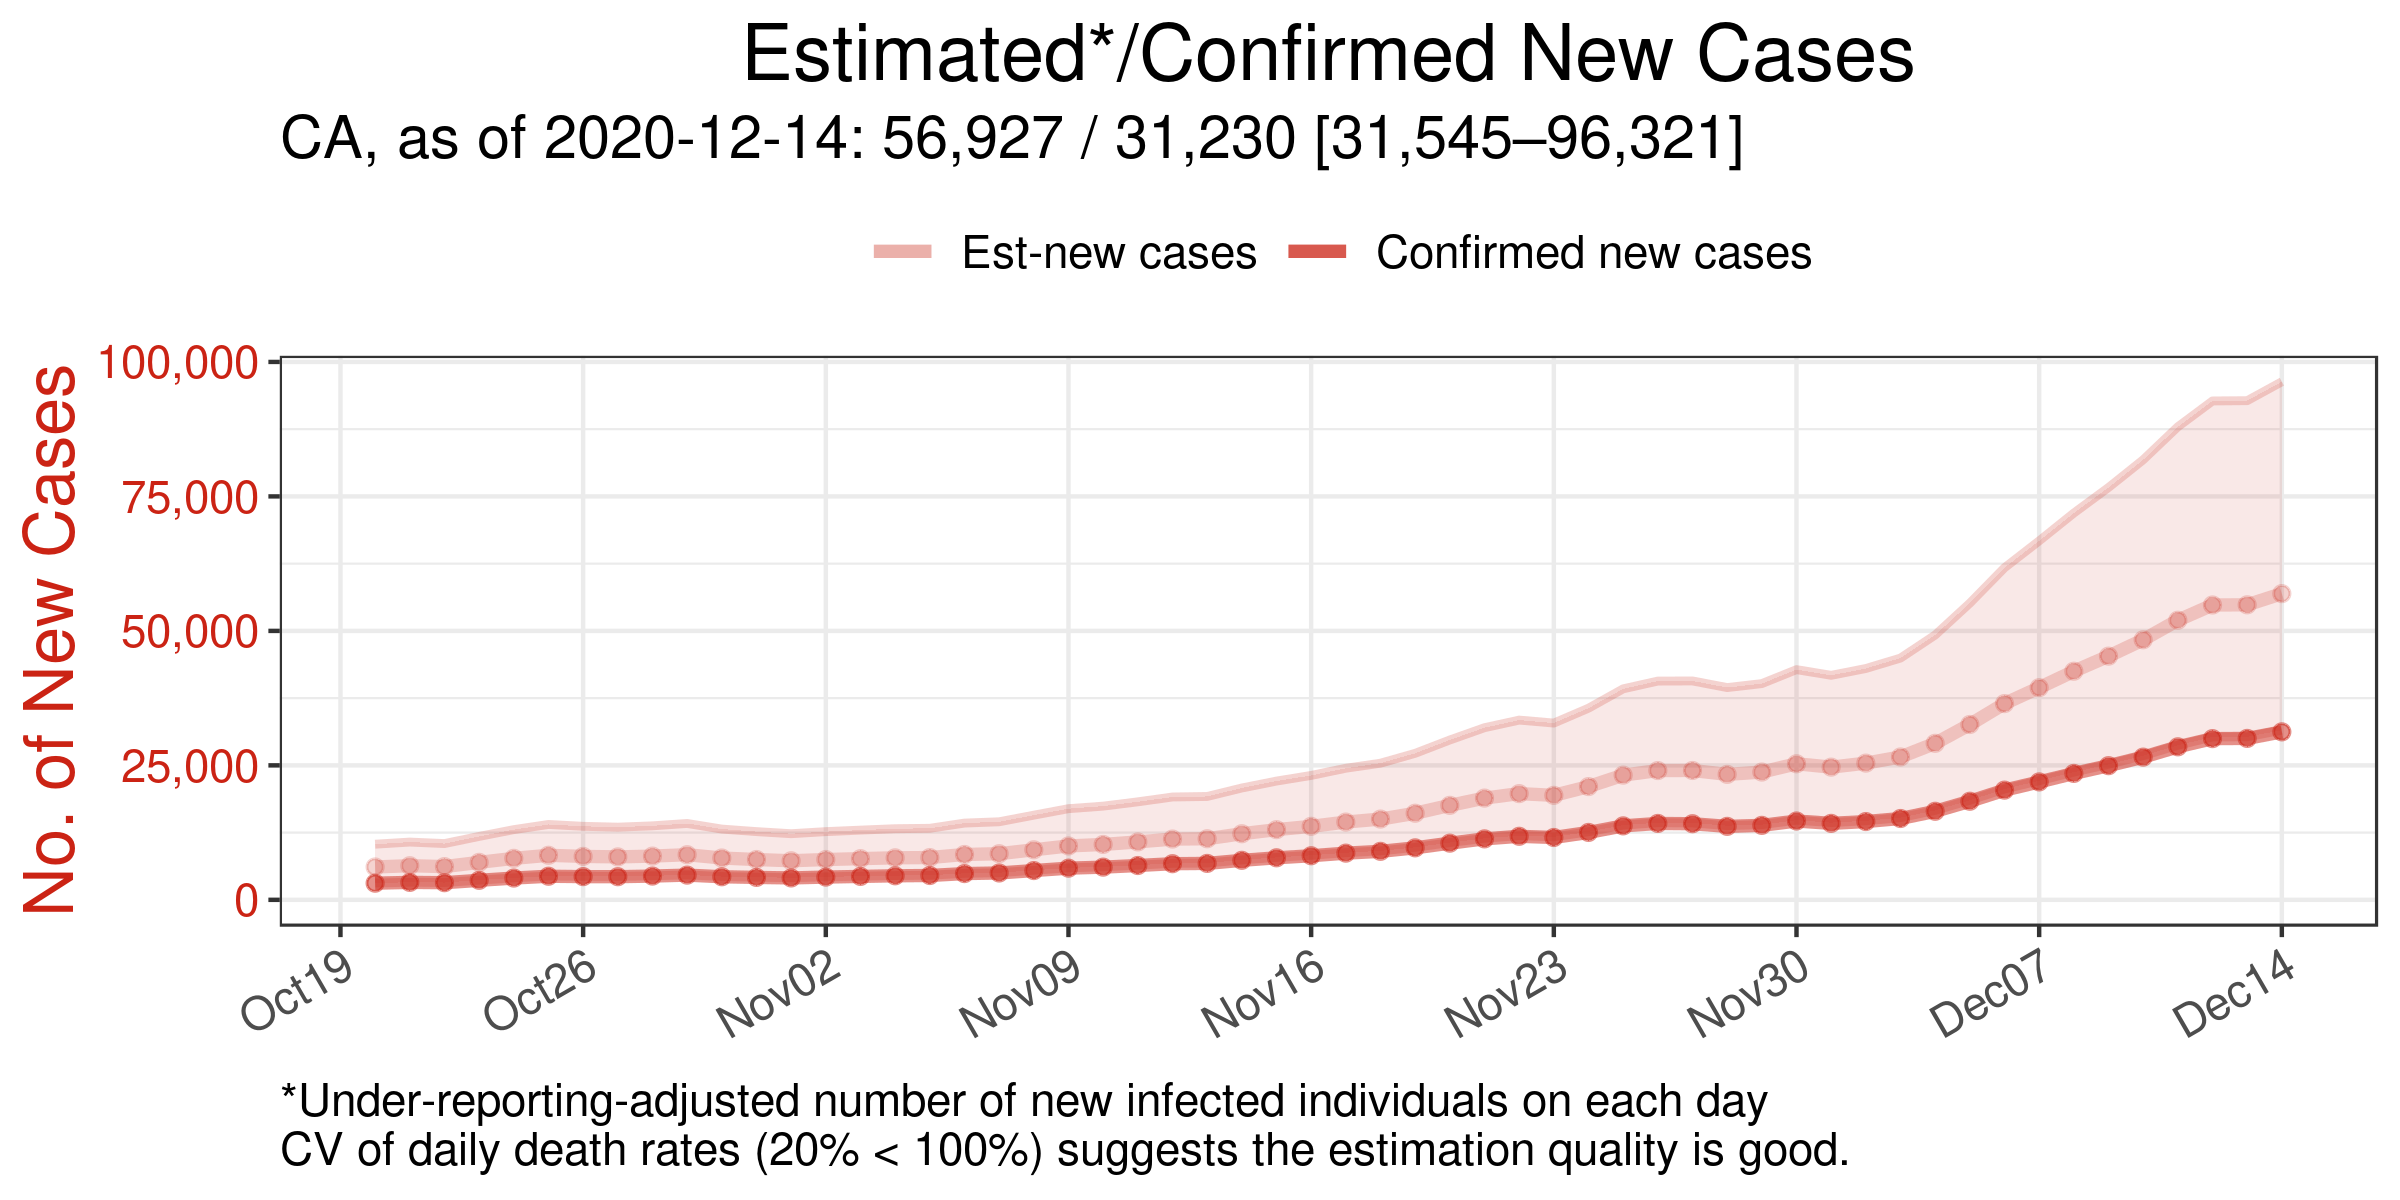 Estimated*/Confirmed New Cases
CA, as of 2020-12-14: 56,927 / 31,230 [31,545–96,321]
Est-new cases
Confirmed new cases
No. of New Cases
100,000
75,000
50,000
25,000
0
Oct19
Oct26
Nov02
Nov09
Nov16
Nov23
Nov30
Dec07
Dec14
*Under-reporting-adjusted number of new infected individuals on each day
CV of daily death rates (20% < 100%) suggests the estimation quality is good.